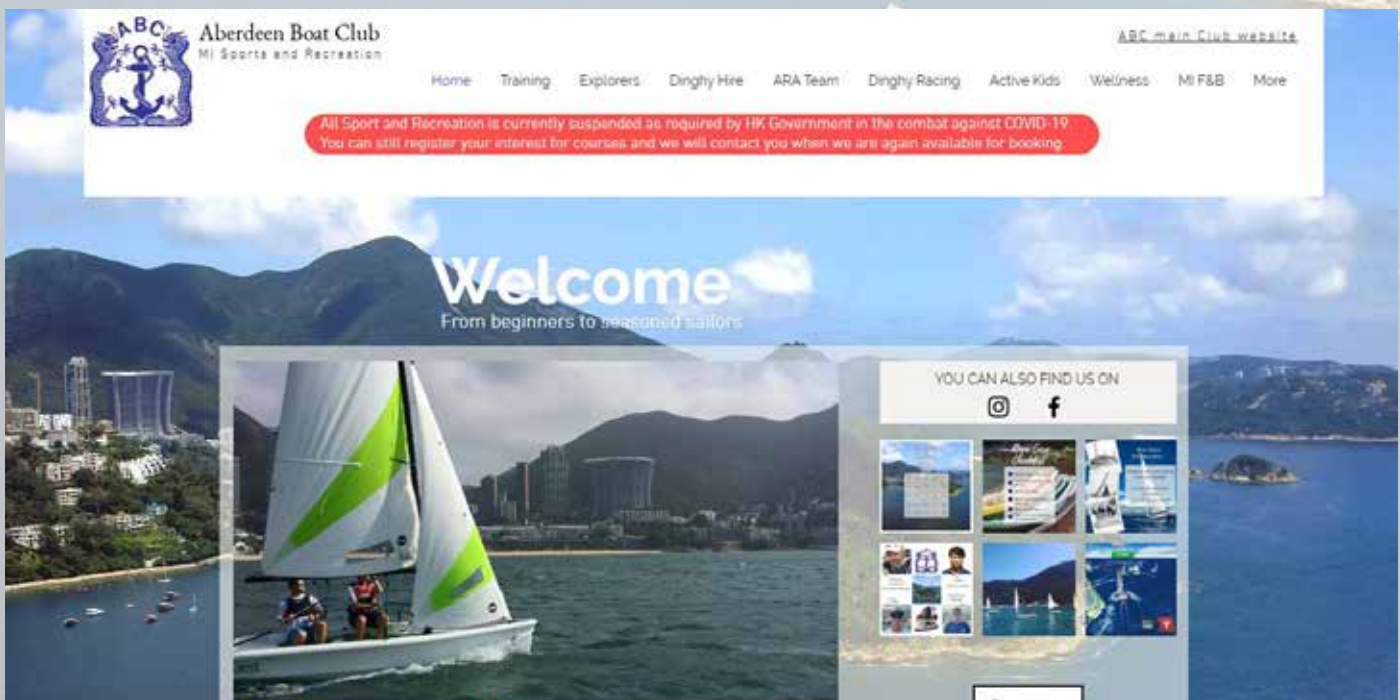 ABC
Aberdeen Boat Club
MI Sports and Recreation
ABC main Club website
Home Training Explorers Dinghy Hire ARA Team Dinghy Racing Active Kids Wellness MI F&B More
All Sport and Recreation is currently suspended as required by HK Government in the combat against COVID-19
You can still register your interest for courses and we will contact you when we are again available for booking
Welcome
From beginners to seasoned sailors
YOU CAN ALSO FIND US ON